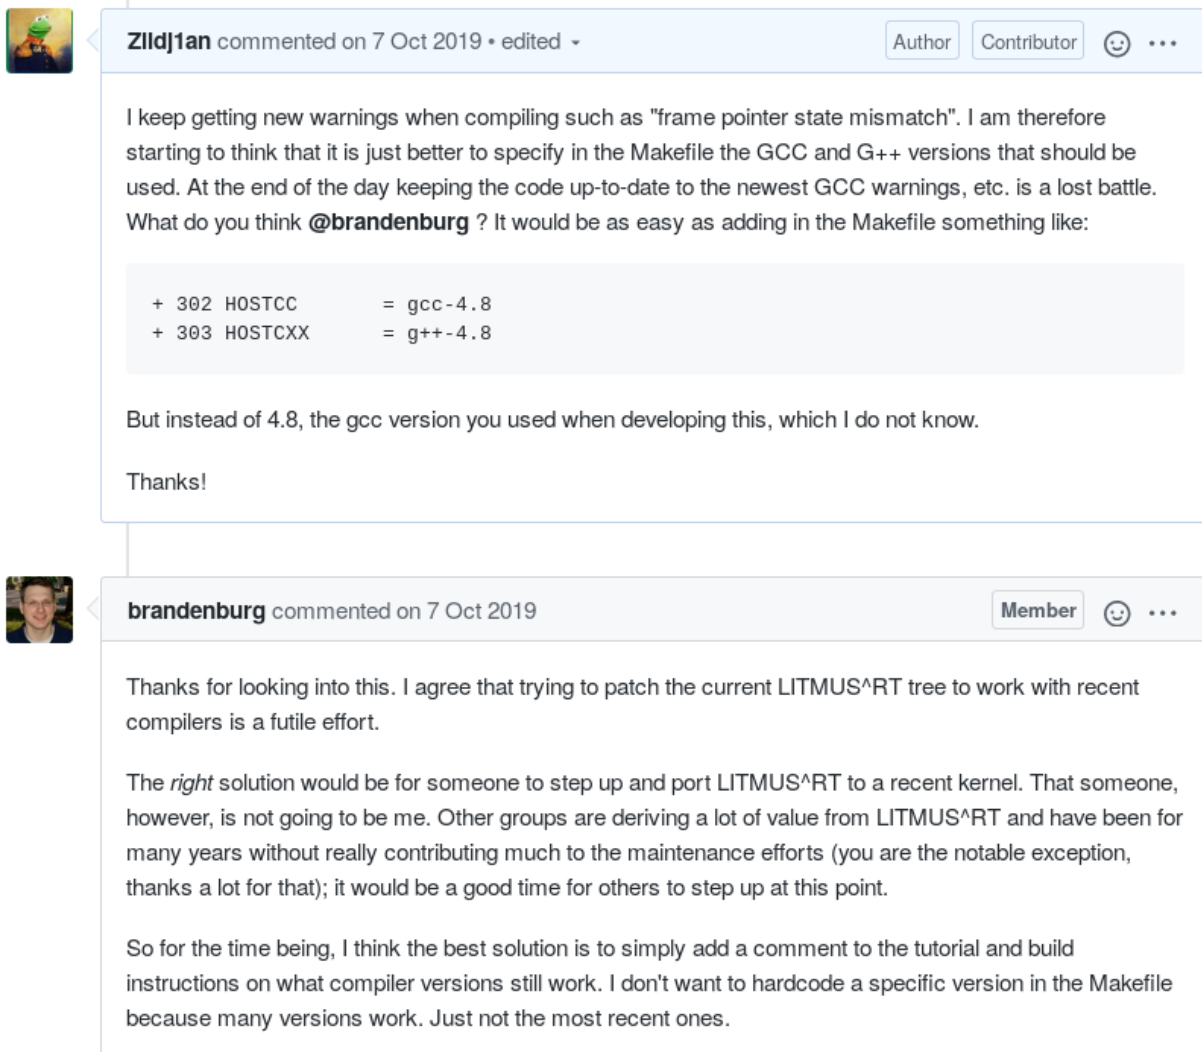 Zlldj1an commented on 7 Oct 2019 • edited
Author Contributor
I keep getting new warnings when compiling such as "frame pointer state mismatch". I am therefore
starting to think that it is just better to specify in the Makefile the GCC and G++ versions that should be
used. At the end of the day keeping the code up-to-date to the newest GCC warnings, etc. is a lost battle.
What do you think @brandenburg ? It would be as easy as adding in the Makefile something like:
+ 302 HOSTCC       = gcc-4.8
+ 303 HOSTCXX      = g++-4.8
But instead of 4.8, the gcc version you used when developing this, which I do not know.
Thanks!
brandenburg commented on 7 Oct 2019
Member
Thanks for looking into this. I agree that trying to patch the current LITMUS^RT tree to work with recent
compilers is a futile effort.
The right solution would be for someone to step up and port LITMUS^RT to a recent kernel. That someone,
however, is not going to be me. Other groups are deriving a lot of value from LITMUS^RT and have been for
many years without really contributing much to the maintenance efforts (you are the notable exception,
thanks a lot for that); it would be a good time for others to step up at this point.
So for the time being, I think the best solution is to simply add a comment to the tutorial and build
instructions on what compiler versions still work. I don't want to hardcode a specific version in the Makefile
because many versions work. Just not the most recent ones.